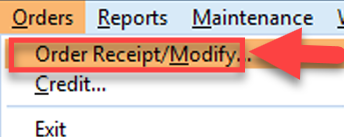 Orders Reports Maintenance
Order Receipt/Modify...
Credit...
Exit